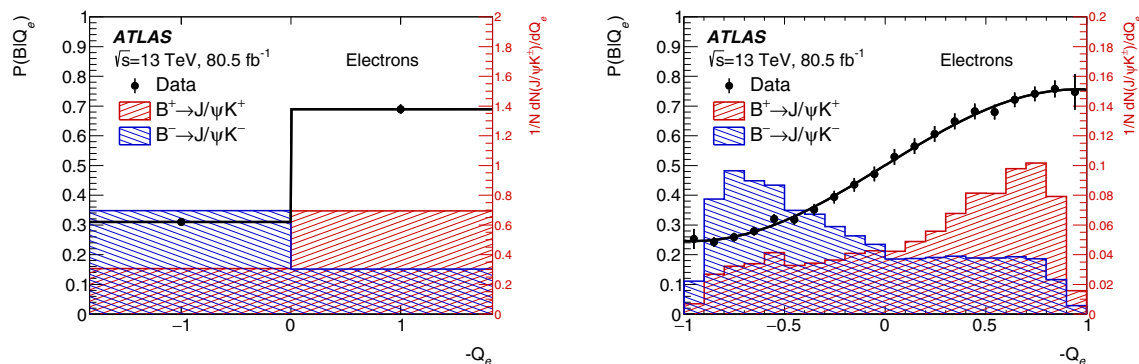 P(B|Q_e)
1
0.9
0.8
0.7
0.6
0.5
0.4
0.3
0.2
0.1
0
ATLAS
√s=13 TeV, 80.5 fb⁻¹
Electrons
Data
B⁺→J/ψK⁺
B⁻→J/ψK⁻
−1 0 1
-Q_e
2
1.8
1.6
1.4
1.2
1
0.8
0.6
0.4
0.2
0
1/N dN(J/ψK^±)/dQ_e
P(B|Q_e)
1
0.9
0.8
0.7
0.6
0.5
0.4
0.3
0.2
0.1
0
ATLAS
√s=13 TeV, 80.5 fb⁻¹
Electrons
Data
B⁺→J/ψK⁺
B⁻→J/ψK⁻
−1 −0.5 0 0.5 1
-Q_e
0.2
0.18
0.16
0.14
0.12
0.1
0.08
0.06
0.04
0.02
0
1/N dN(J/ψK^±)/dQ_e